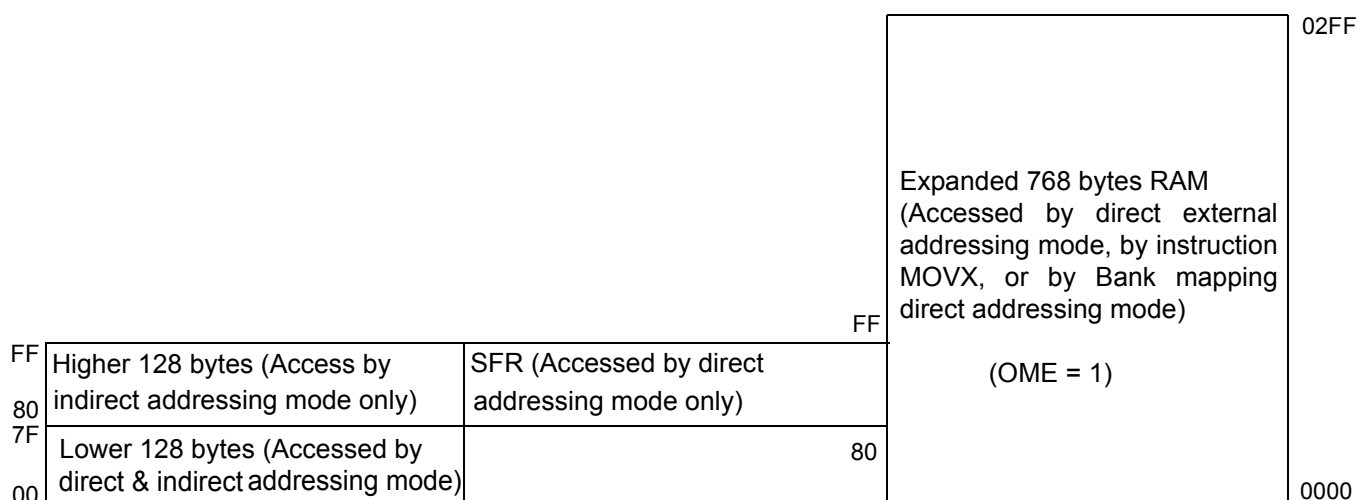 02FF
Expanded 768 bytes RAM
(Accessed by direct external
addressing mode, by instruction
MOVX, or by Bank mapping
direct addressing mode)
(OME = 1)
0000
FF
FF
Higher 128 bytes (Access by
indirect addressing mode only)
80
SFR (Accessed by direct
addressing mode only)
80
7F
Lower 128 bytes (Accessed by
direct & indirect addressing mode)
00